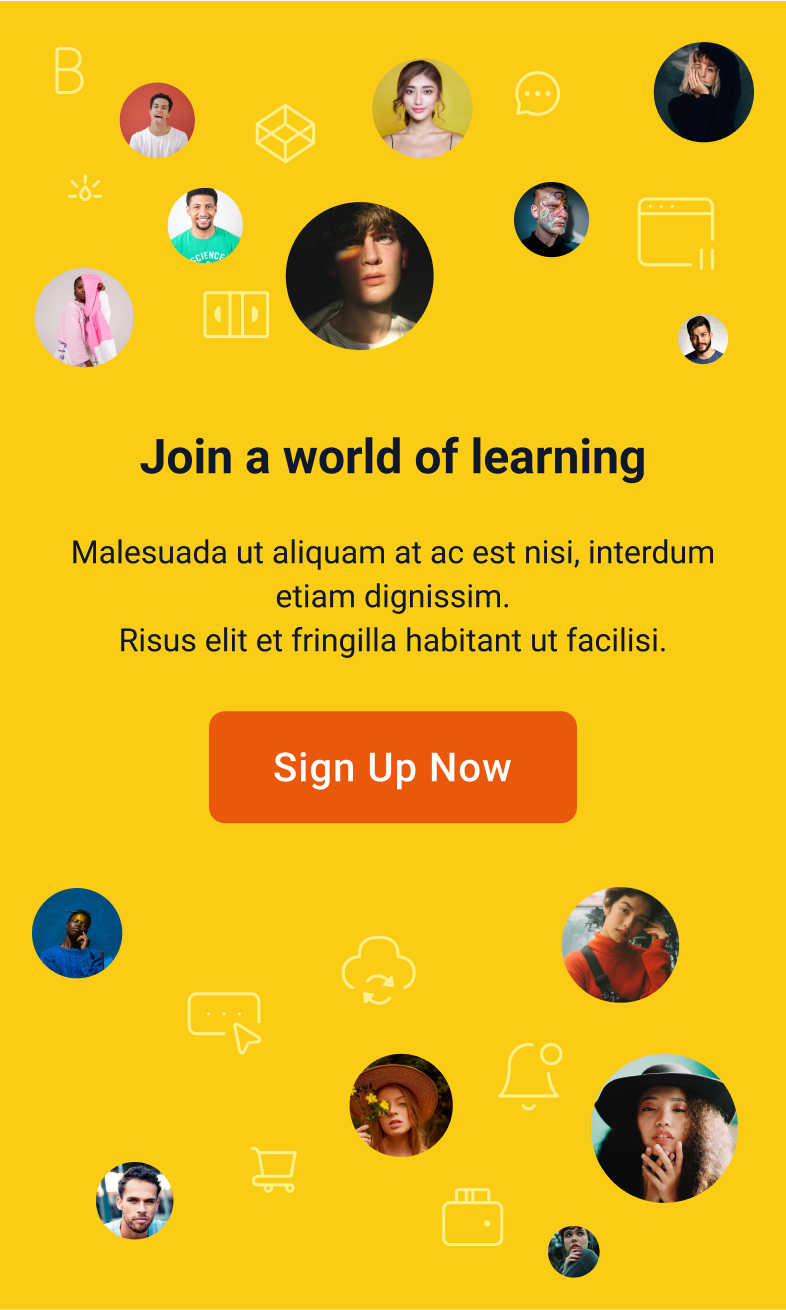 B
SCIENCE
Join a world of learning
Malesuada ut aliquam at ac est nisi, interdum
etiam dignissim.
Risus elit et fringilla habitant ut facilisi.
Sign Up Now